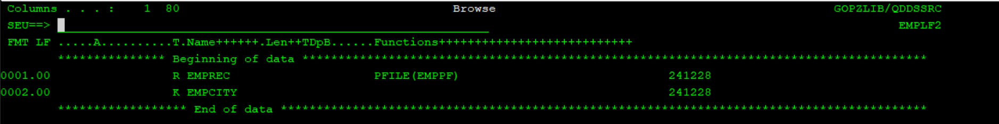 Columns . . . :    1  80                                      Browse                                               GOPZLIB/QDDSSRC
SEU==>                                                                                                                      EMPLF2
FMT LF .....A..........T.Name++++++.Len++TDpB......Functions+++++++++++++++++++++++++++
*************** Beginning of data ***************************************************************************************
0001.00                 R EMPREC                    PFILE(EMPPF)                             241228
0002.00                 K EMPCITY                                                            241228
****************** End of data ******************************************************************************************